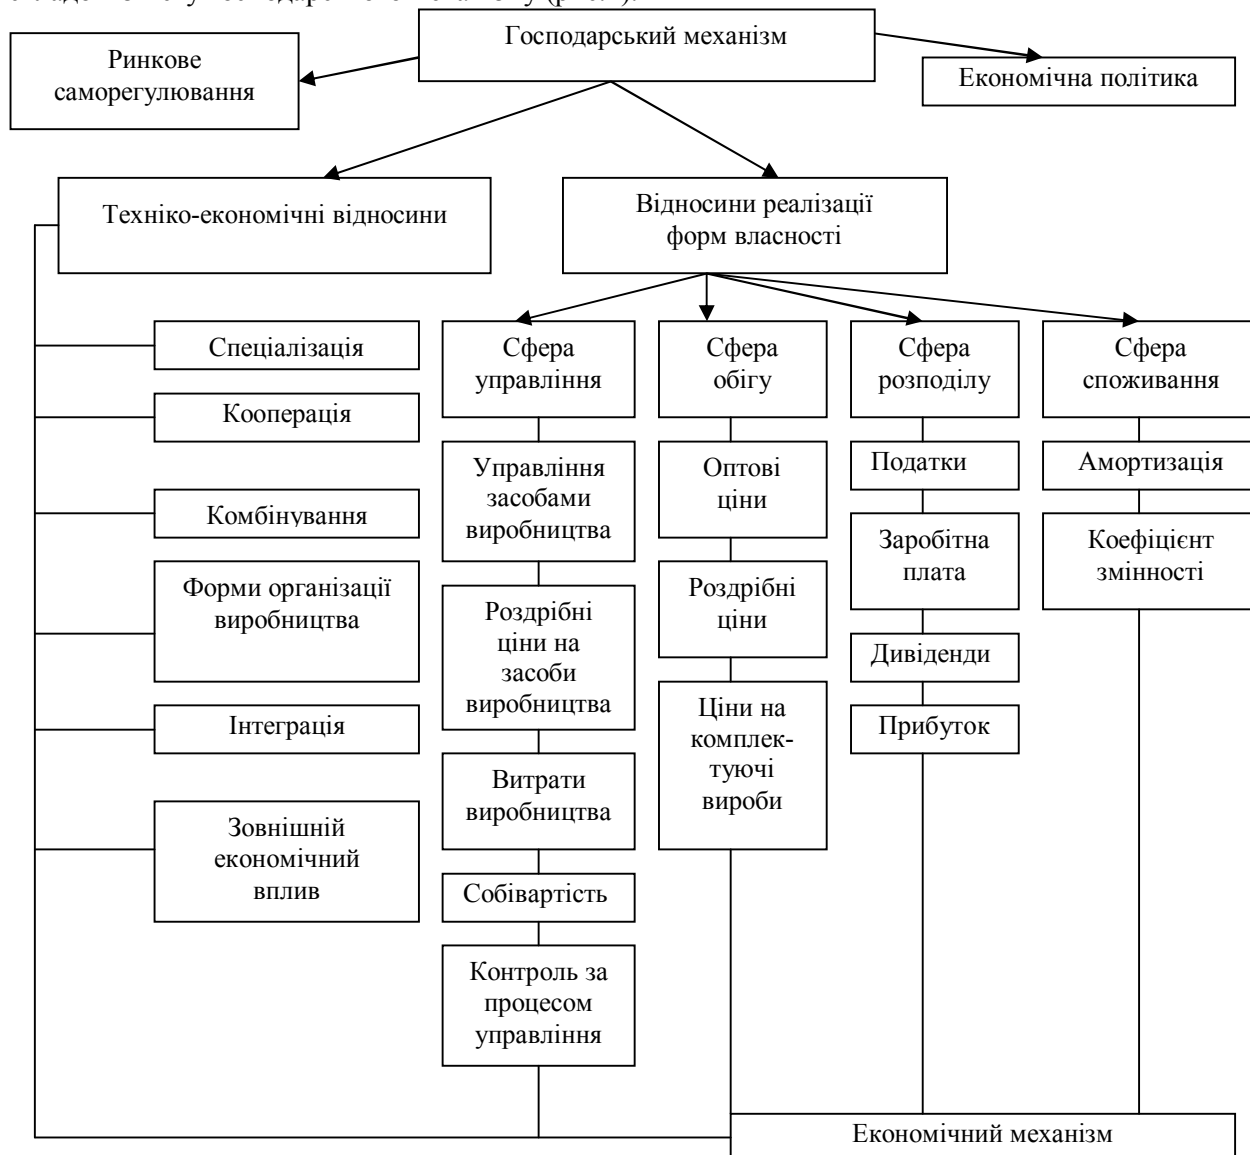 Господарський механізм
Ринкове
саморегулювання
Економічна політика
Техніко-економічні відносини
Відносини реалізації
форм власності
Спеціалізація
Кооперація
Комбінування
Форми організації
виробництва
Інтеграція
Зовнішній
економічний
вплив
Сфера
управління
Управління
засобами
виробництва
Роздрібні
ціни на
засоби
виробництва
Витрати
виробництва
Собівартість
Контроль за
процесом
управління
Сфера
обігу
Оптові
ціни
Роздрібні
ціни
Ціни на
комплек-
туючі
вироби
Сфера
розподілу
Податки
Заробітна
плата
Дивіденди
Прибуток
Сфера
споживання
Амортизація
Коефіцієнт
змінності
Економічний механізм